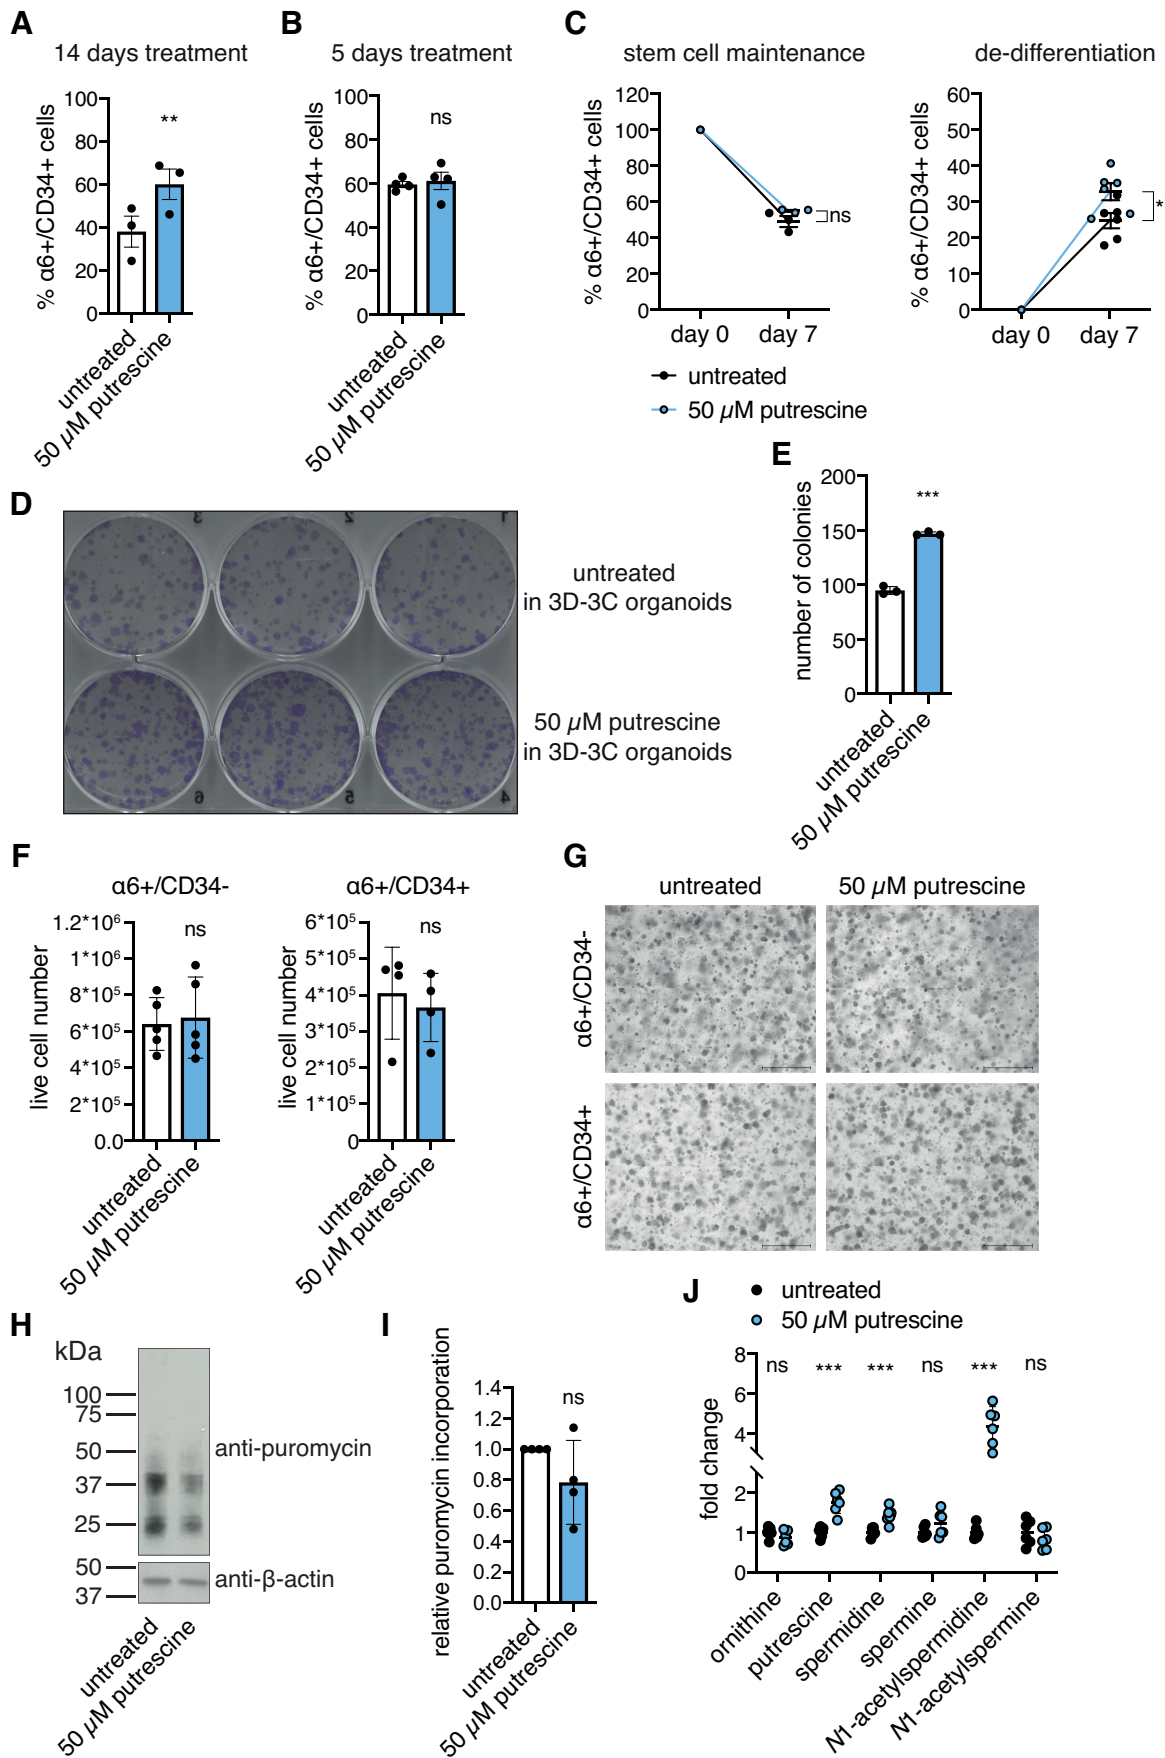 A
14 days treatment
% α6+/CD34+ cells
100
80
60
40
20
0
**
untreated
50 µM putrescine
B
5 days treatment
% α6+/CD34+ cells
100
80
60
40
20
0
ns
untreated
50 µM putrescine
C
stem cell maintenance
% α6+/CD34+ cells
120
100
80
60
40
20
0
ns
day 0
day 7
de-differentiation
% α6+/CD34+ cells
60
50
40
30
20
10
0
*
day 0
day 7
untreated
50 µM putrescine
D
3
2
1
6
5
4
untreated
in 3D-3C organoids
50 µM putrescine
in 3D-3C organoids
E
number of colonies
200
150
100
50
0
***
untreated
50 µM putrescine
F
α6+/CD34-
live cell number
1.2*10⁶
1*10⁶
8*10⁵
6*10⁵
4*10⁵
2*10⁵
0.0
ns
untreated
50 µM putrescine
α6+/CD34+
live cell number
6*10⁵
5*10⁵
4*10⁵
3*10⁵
2*10⁵
1*10⁵
0
ns
untreated
50 µM putrescine
G
untreated
50 µM putrescine
α6+/CD34-
α6+/CD34+
H
kDa
100
75
50
37
25
anti-puromycin
50
37
anti-β-actin
untreated
50 µM putrescine
I
relative puromycin incorporation
1.4
1.2
1.0
0.8
0.6
0.4
0.2
0.0
ns
untreated
50 µM putrescine
J
untreated
50 µM putrescine
fold change
8
6
4
2
1
0
ns
***
***
ns
***
ns
ornithine
putrescine
spermidine
spermine
N1-acetylspermidine
N1-acetylspermine